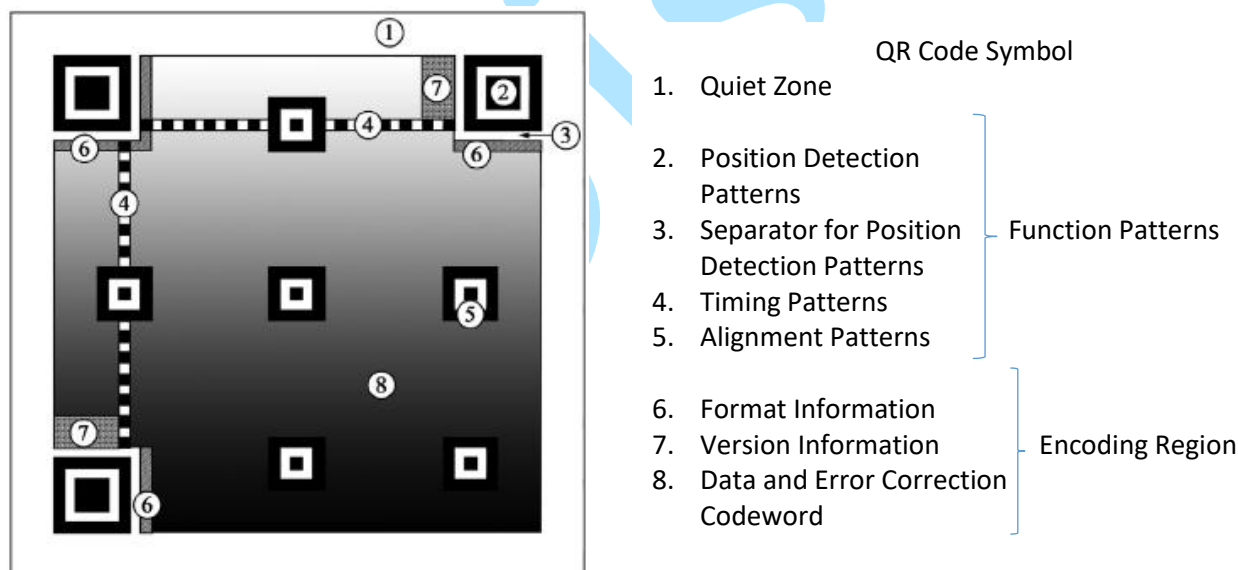 1
7
2
4
3
6
6
4
5
8
7
6
QR Code Symbol
1. Quiet Zone
2. Position Detection
Patterns
3. Separator for Position
Detection Patterns
4. Timing Patterns
5. Alignment Patterns
Function Patterns
6. Format Information
7. Version Information
8. Data and Error Correction
Codeword
Encoding Region